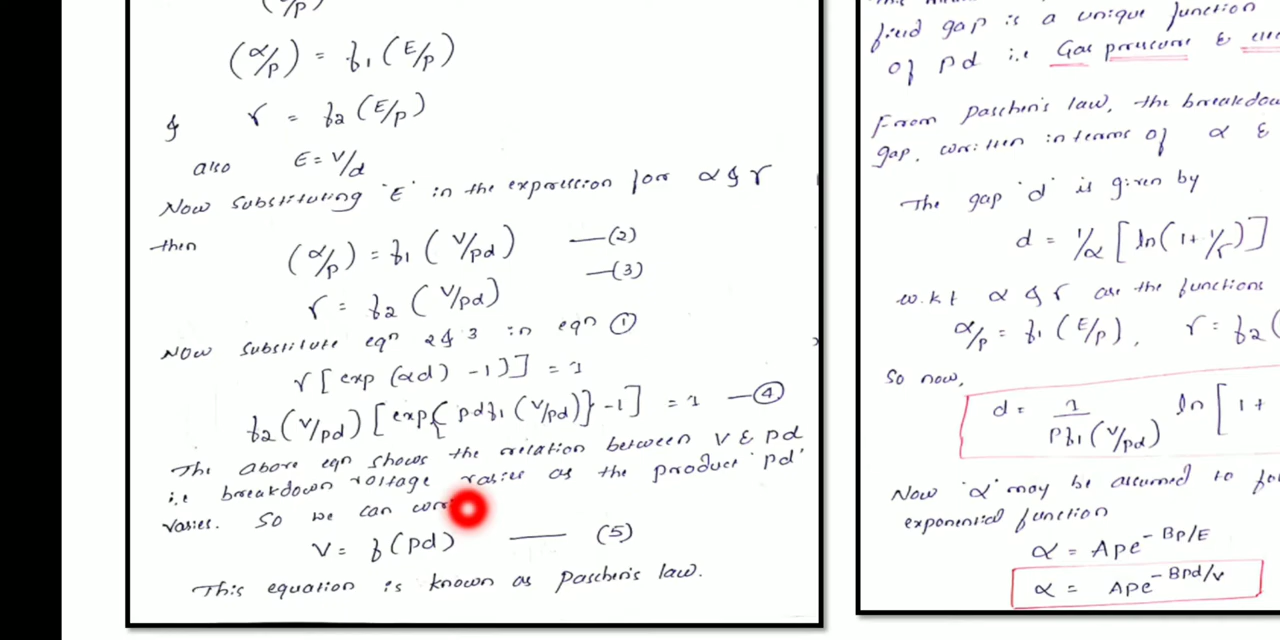 (α/p) = f1 (E/p)
& γ = f2 (E/p)
also E = V/d
Now substituting 'E' in the expression for α & γ
then
(α/p) = f1 (V/pd) —(2)
γ = f2 (V/pd) —(3)
Now substitute eqn 2 & 3 in eqn ①
γ [exp (αd) -1)] = 1
f2 (V/pd) [exp{ pd f1 (V/pd)} -1] = 1 —④
The above eqn shows the relation between V & pd
i.e breakdown voltage varies as the product 'pd'
varies. So we can
V = f (pd) — (5)
This equation is known as Paschen's law.
fixed gap is a unique function
of pd i.e Gas pressure &
From Paschen's law, the
gap, written in terms of α &
The gap 'd' is given by
d = 1/α [ln(1 + 1/γ)]
w.k.t α & γ are the functions
α/p = f1 (E/p), γ = f2 (
So now,
d = 1/Pf1 (V/pd) ln [1 +
Now 'α' may be assumed to
exponential function
α = Ape^-Bp/E
α = Ape^-Bpd/V